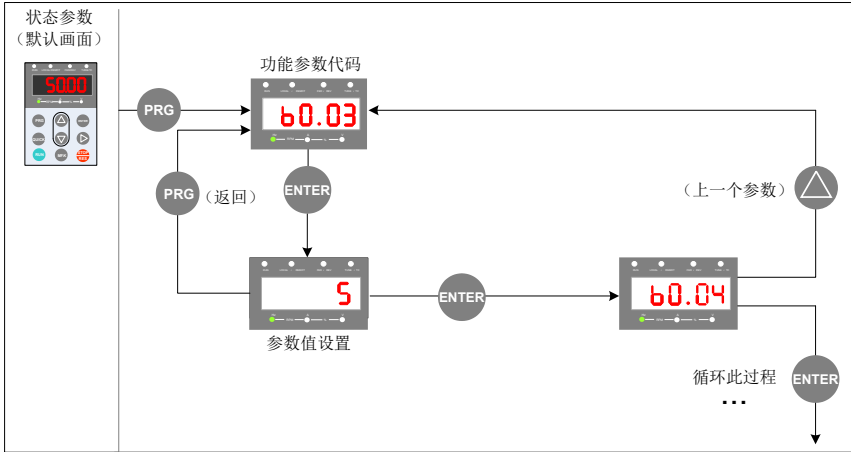 状态参数
（默认画面）
50.00
功能参数代码
PRG
b0.03
PRG
（返回）
ENTER
（上一个参数）
5
参数值设置
ENTER
b0.04
循环此过程
ENTER
...